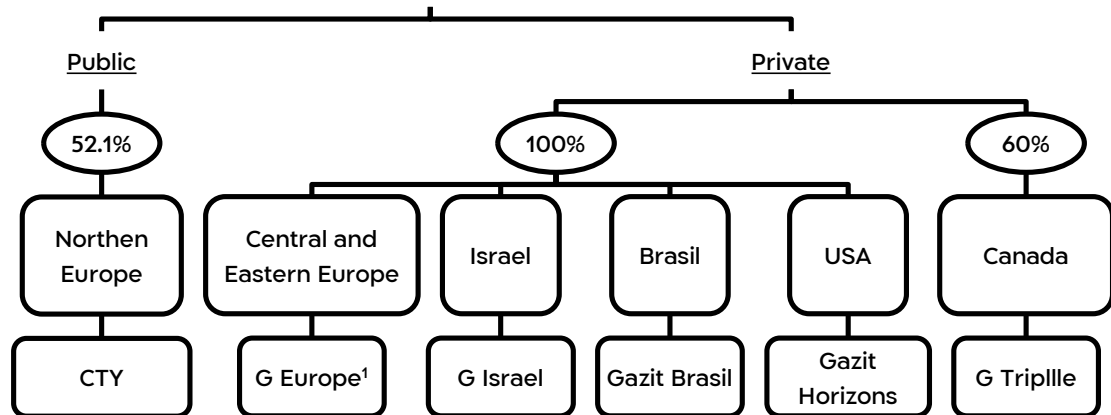 Public
Private
52.1%
100%
60%
Northen
Europe
Central and
Eastern Europe
Israel
Brasil
USA
Canada
CTY
G Europe¹
G Israel
Gazit Brasil
Gazit
Horizons
G Tripllle